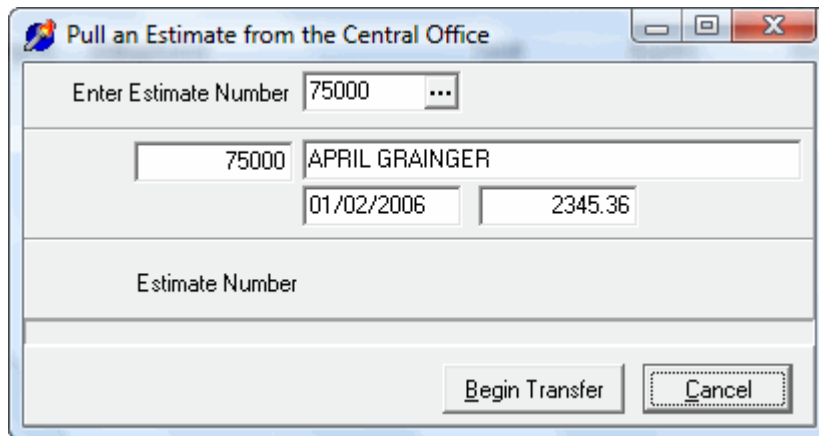 Pull an Estimate from the Central Office
Enter Estimate Number 75000 ...
75000 APRIL GRAINGER
01/02/2006 2345.36
Estimate Number
Begin Transfer Cancel